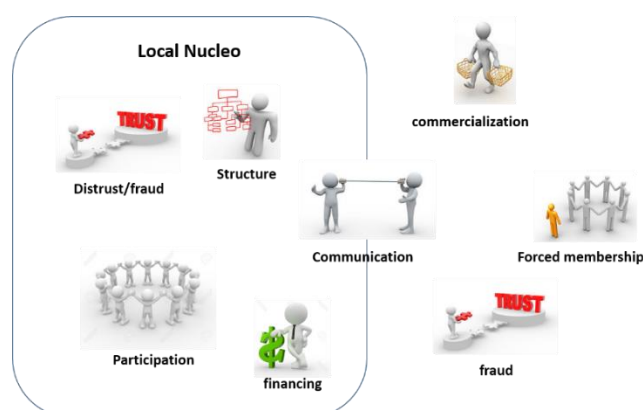 Local Nucleo
commercialization
TRUST
Distrust/fraud
Structure
Communication
Forced membership
Participation
$
financing
TRUST
fraud